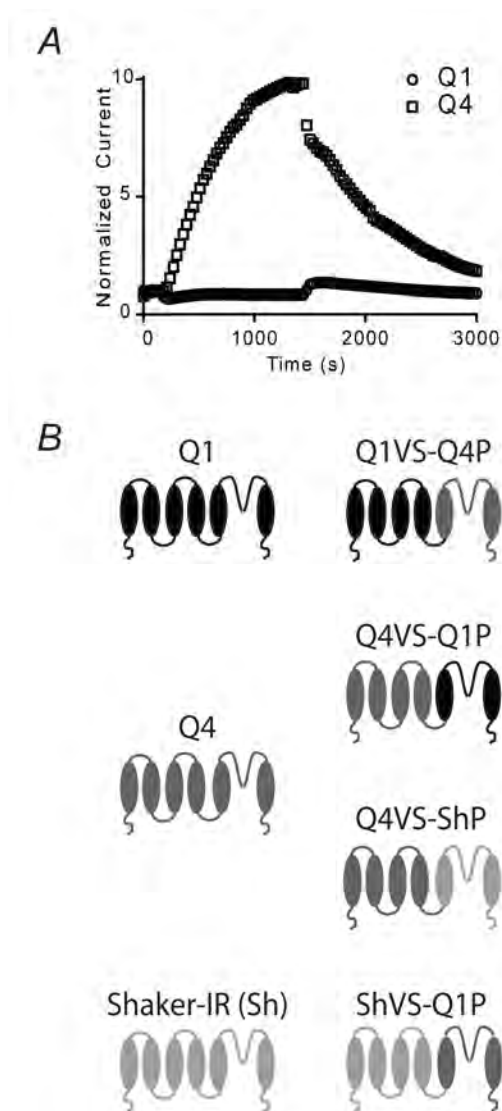 A
Q1
Q4
10
5
0
Normalized Current
0 1000 2000 3000
Time (s)
B
Q1 Q1VS-Q4P
Q4VS-Q1P
Q4
Q4VS-ShP
Shaker-IR (Sh) ShVS-Q1P